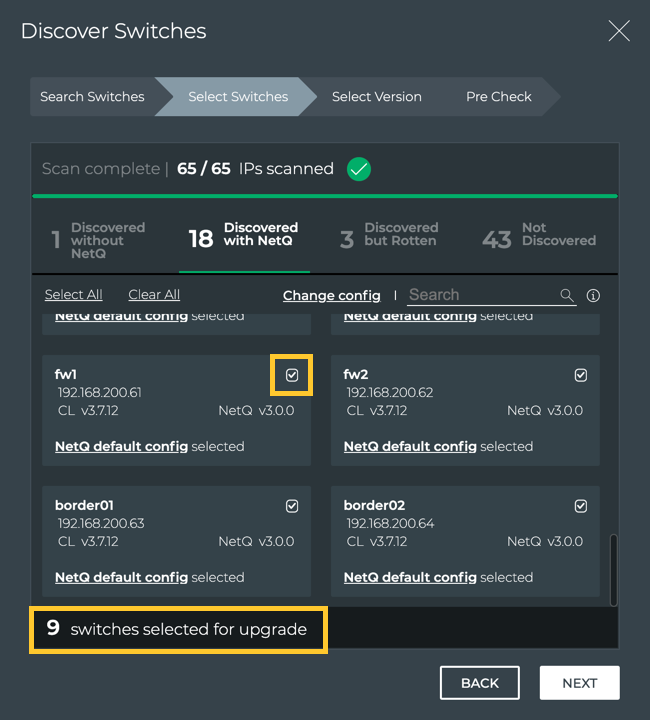 Discover Switches
Search Switches Select Switches Select Version Pre Check
Scan complete | 65 / 65 IPs scanned
1 Discovered without NetQ
18 Discovered with NetQ
3 Discovered but Rotten
43 Not Discovered
Select All Clear All Change config | Search
NetQ default config selected NetQ default config selected
fw1
192.168.200.61
CL v3.7.12 NetQ v3.0.0
NetQ default config selected
fw2
192.168.200.62
CL v3.7.12 NetQ v3.0.0
NetQ default config selected
border01
192.168.200.63
CL v3.7.12 NetQ v3.0.0
NetQ default config selected
border02
192.168.200.64
CL v3.7.12 NetQ v3.0.0
NetQ default config selected
9 switches selected for upgrade
BACK NEXT